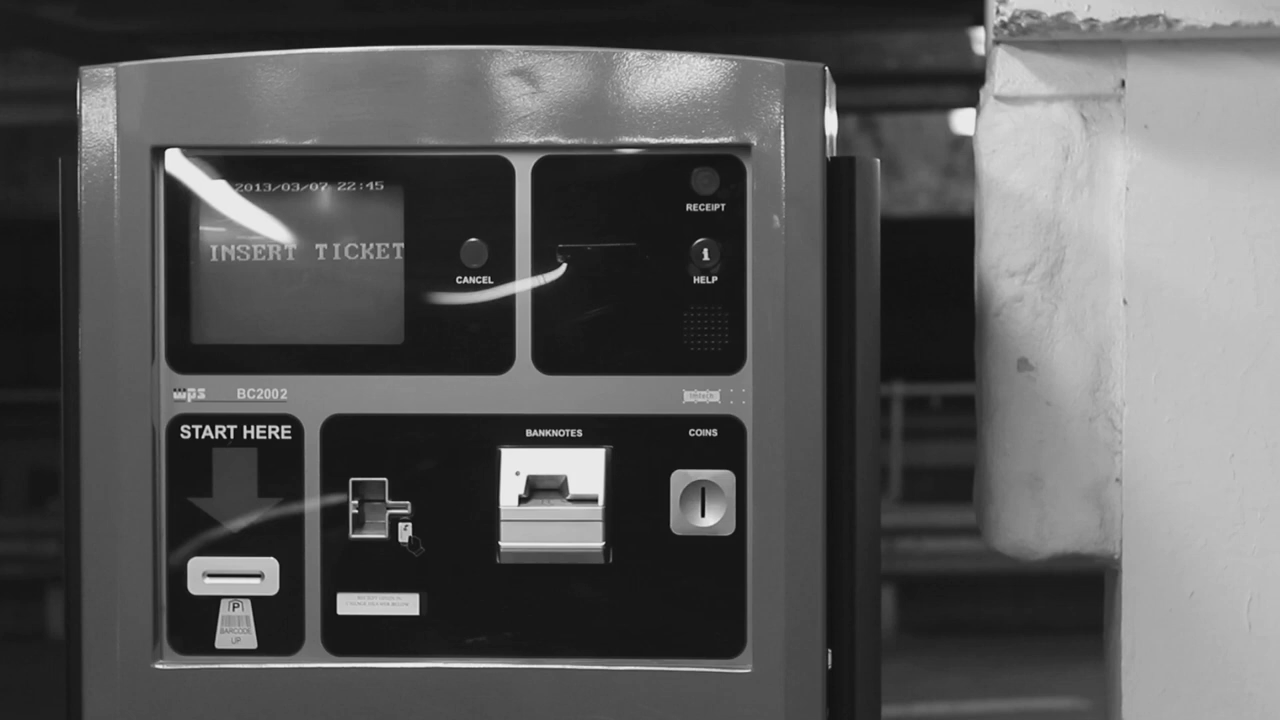 2013/03/07 22:45
INSERT TICKET
CANCEL
RECEIPT
i
HELP
wps BC2002
START HERE
BANKNOTES
COINS
P
BARCODE
UP